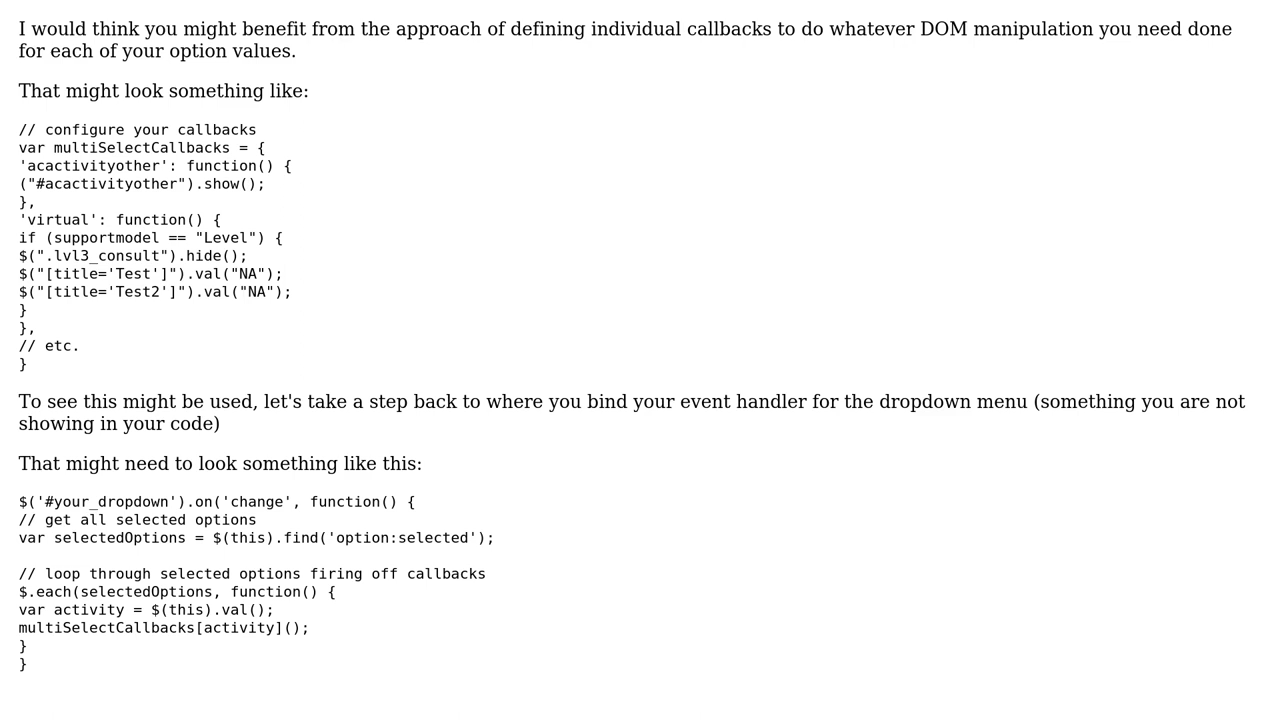 I would think you might benefit from the approach of defining individual callbacks to do whatever DOM manipulation you need done
for each of your option values.
That might look something like:
// configure your callbacks
var multiSelectCallbacks = {
'acactivityother': function() {
("#acactivityother").show();
},
'virtual': function() {
if (supportmodel == "Level") {
$(".lvl3_consult").hide();
$("[title='Test']").val("NA");
$("[title='Test2']").val("NA");
}
},
// etc.
}
To see this might be used, let's take a step back to where you bind your event handler for the dropdown menu (something you are not
showing in your code)
That might need to look something like this:
$('#your_dropdown').on('change', function() {
// get all selected options
var selectedOptions = $(this).find('option:selected');
// loop through selected options firing off callbacks
$.each(selectedOptions, function() {
var activity = $(this).val();
multiSelectCallbacks[activity]();
}
}